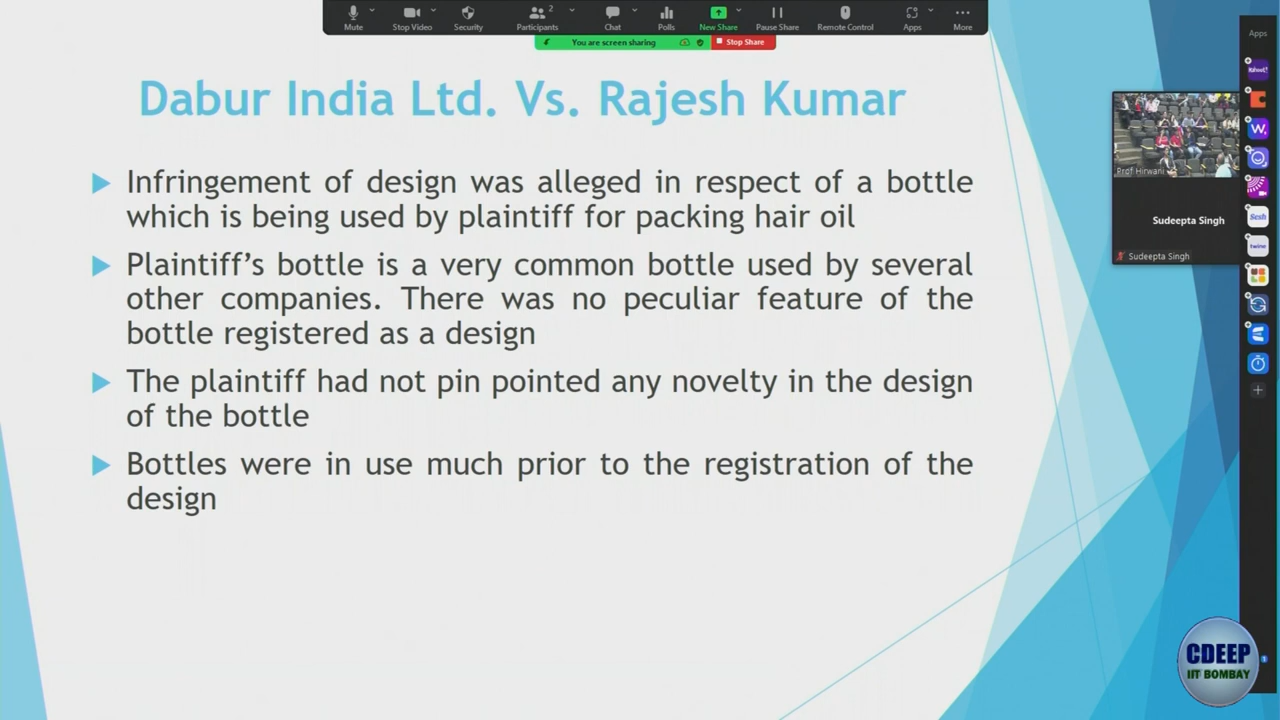 Mute
Stop Video
Security
Participants
2
Chat
Polls
New Share
Pause Share
Remote Control
Apps
More
You are screen sharing
Stop Share
Apps
Dabur India Ltd. Vs. Rajesh Kumar
Infringement of design was alleged in respect of a bottle
which is being used by plaintiff for packing hair oil
Plaintiff's bottle is a very common bottle used by several
other companies. There was no peculiar feature of the
bottle registered as a design
The plaintiff had not pin pointed any novelty in the design
of the bottle
Bottles were in use much prior to the registration of the
design
Prof Hirwani
Sudeepta Singh
Sudeepta Singh
Kahoot!
W
Sesh
twine
CDEEP
IIT BOMBAY